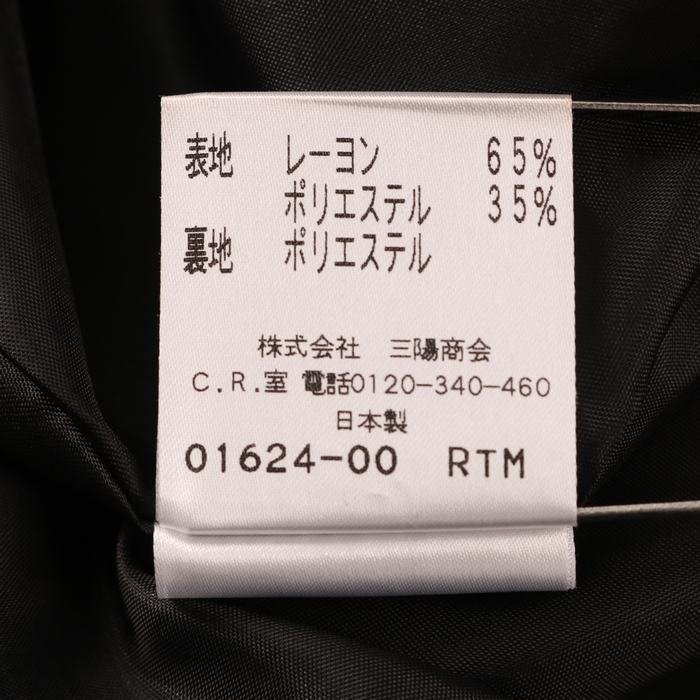 表地 レーヨン 65%
ポリエステル 35%
裏地 ポリエステル
株式会社 三陽商会
C.R.室 電話0120-340-460
日本製
01624-00 RTM